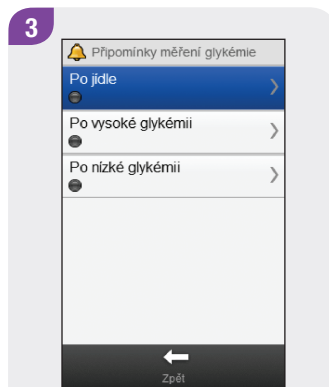 3
Připomínky měření glykémie
Po jídle
Po vysoké glykémii
Po nízké glykémii
Zpět